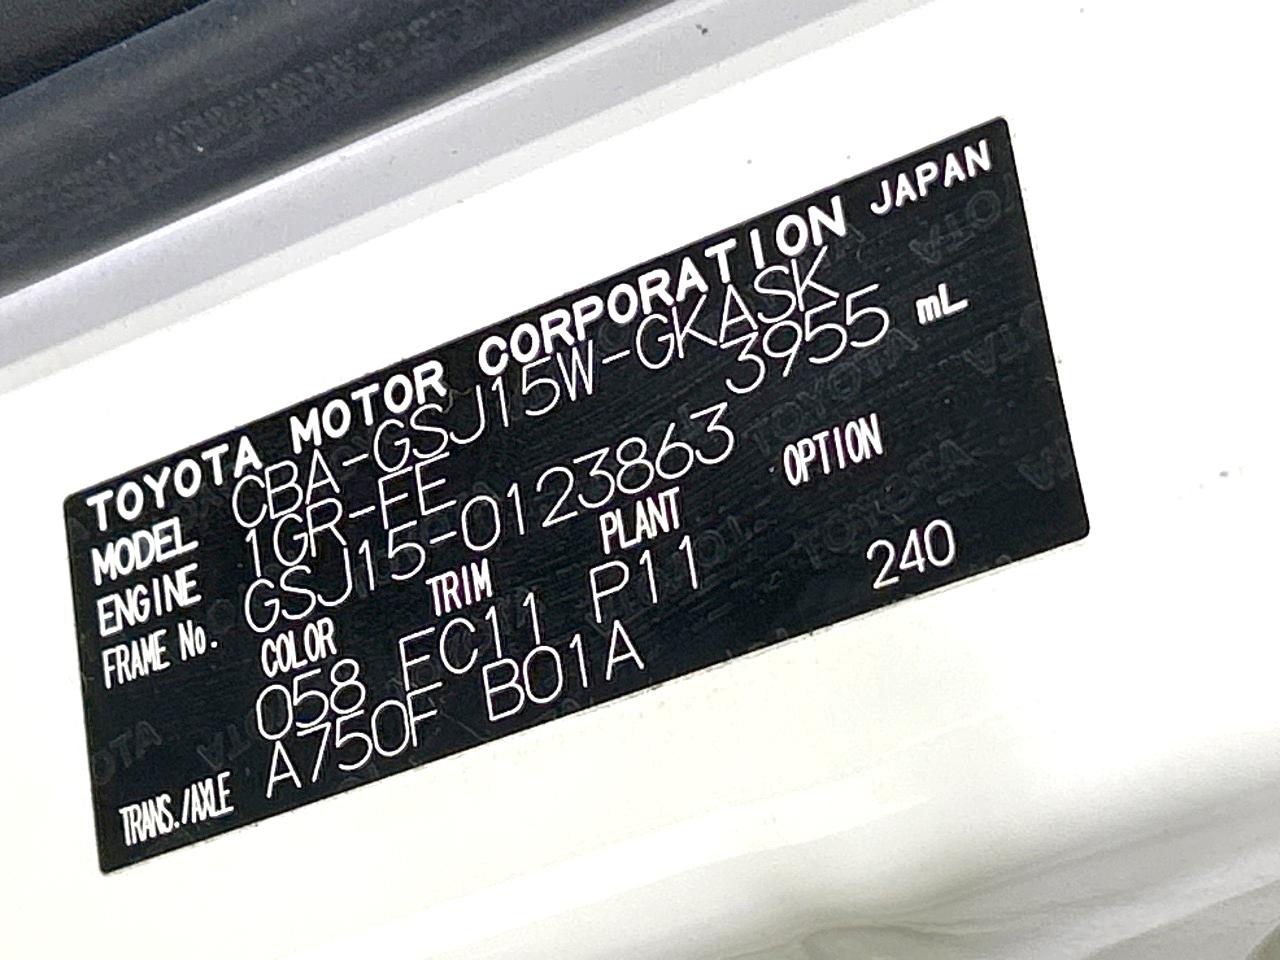 TOYOTA MOTOR CORPORATION JAPAN
MODEL CBA-GSJ15W-GKASK
ENGINE 1GR-FE 3955 mL
FRAME No. GSJ15-0123863
COLOR TRIM PLANT OPTION
058 FC11 P11 240
TRANS./AXLE A750F B01A